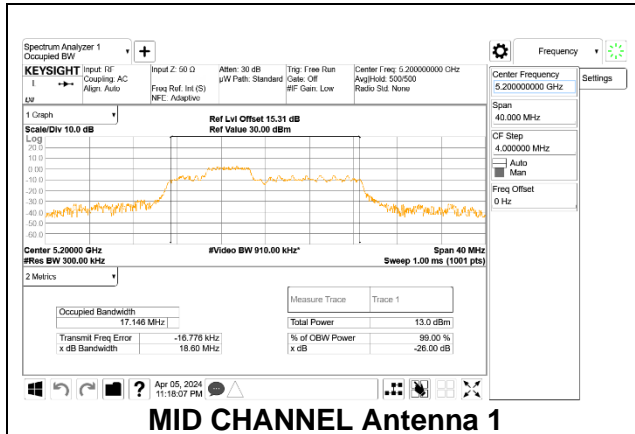 Spectrum Analyzer 1
Occupied BW
Frequency
KEYSIGHT
Input: RF
Coupling: AC
Align: Auto
Input Z: 50 Ω
Freq Ref: Int (S)
NFE: Adaptive
Atten: 30 dB
µW Path: Standard
Trig: Free Run
Gate: Off
#IF Gain: Low
Center Freq: 5.200000000 GHz
Avg|Hold: 500/500
Radio Std: None
Center Frequency
5.200000000 GHz
Settings
Span
40.000 MHz
CF Step
4.000000 MHz
Auto
Man
Freq Offset
0 Hz
1 Graph
Scale/Div 10.0 dB
Ref Lvl Offset 15.31 dB
Ref Value 30.00 dBm
Log
20.0
10.0
0.00
-10.0
-20.0
-30.0
-40.0
-50.0
-60.0
Center 5.20000 GHz
#Res BW 300.00 kHz
#Video BW 910.00 kHz*
Span 40 MHz
Sweep 1.00 ms (1001 pts)
2 Metrics
Measure Trace
Trace 1
Occupied Bandwidth
17.146 MHz
Total Power
13.0 dBm
Transmit Freq Error
-16.776 kHz
% of OBW Power
99.00 %
x dB Bandwidth
18.60 MHz
x dB
-26.00 dB
Apr 05, 2024
11:18:07 PM
MID CHANNEL Antenna 1